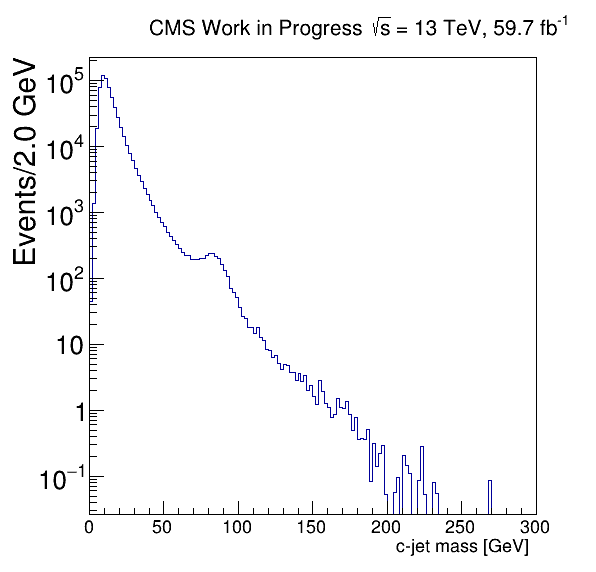 CMS Work in Progress √s = 13 TeV, 59.7 fb⁻¹
Events/2.0 GeV
10⁵
10⁴
10³
10²
10
1
10⁻¹
0 50 100 150 200 250 300
c-jet mass [GeV]